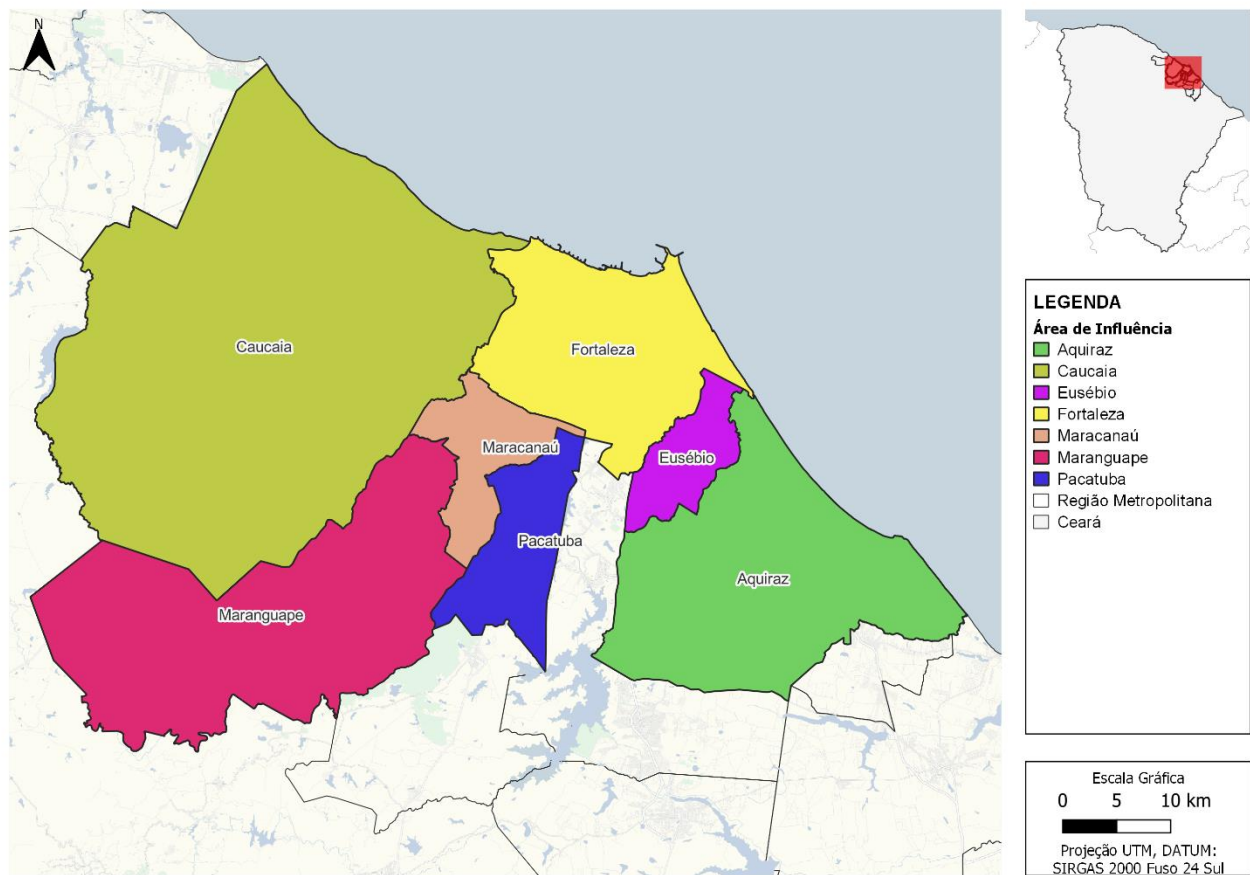 N
Caucaia
Fortaleza
Maracanaú
Eusébio
Pacatuba
Aquiraz
Maranguape
LEGENDA
Área de Influência
Aquiraz
Caucaia
Eusébio
Fortaleza
Maracanaú
Maranguape
Pacatuba
Região Metropolitana
Ceará
Escala Gráfica
0 5 10 km
Projeção UTM, DATUM:
SIRGAS 2000 Fuso 24 Sul